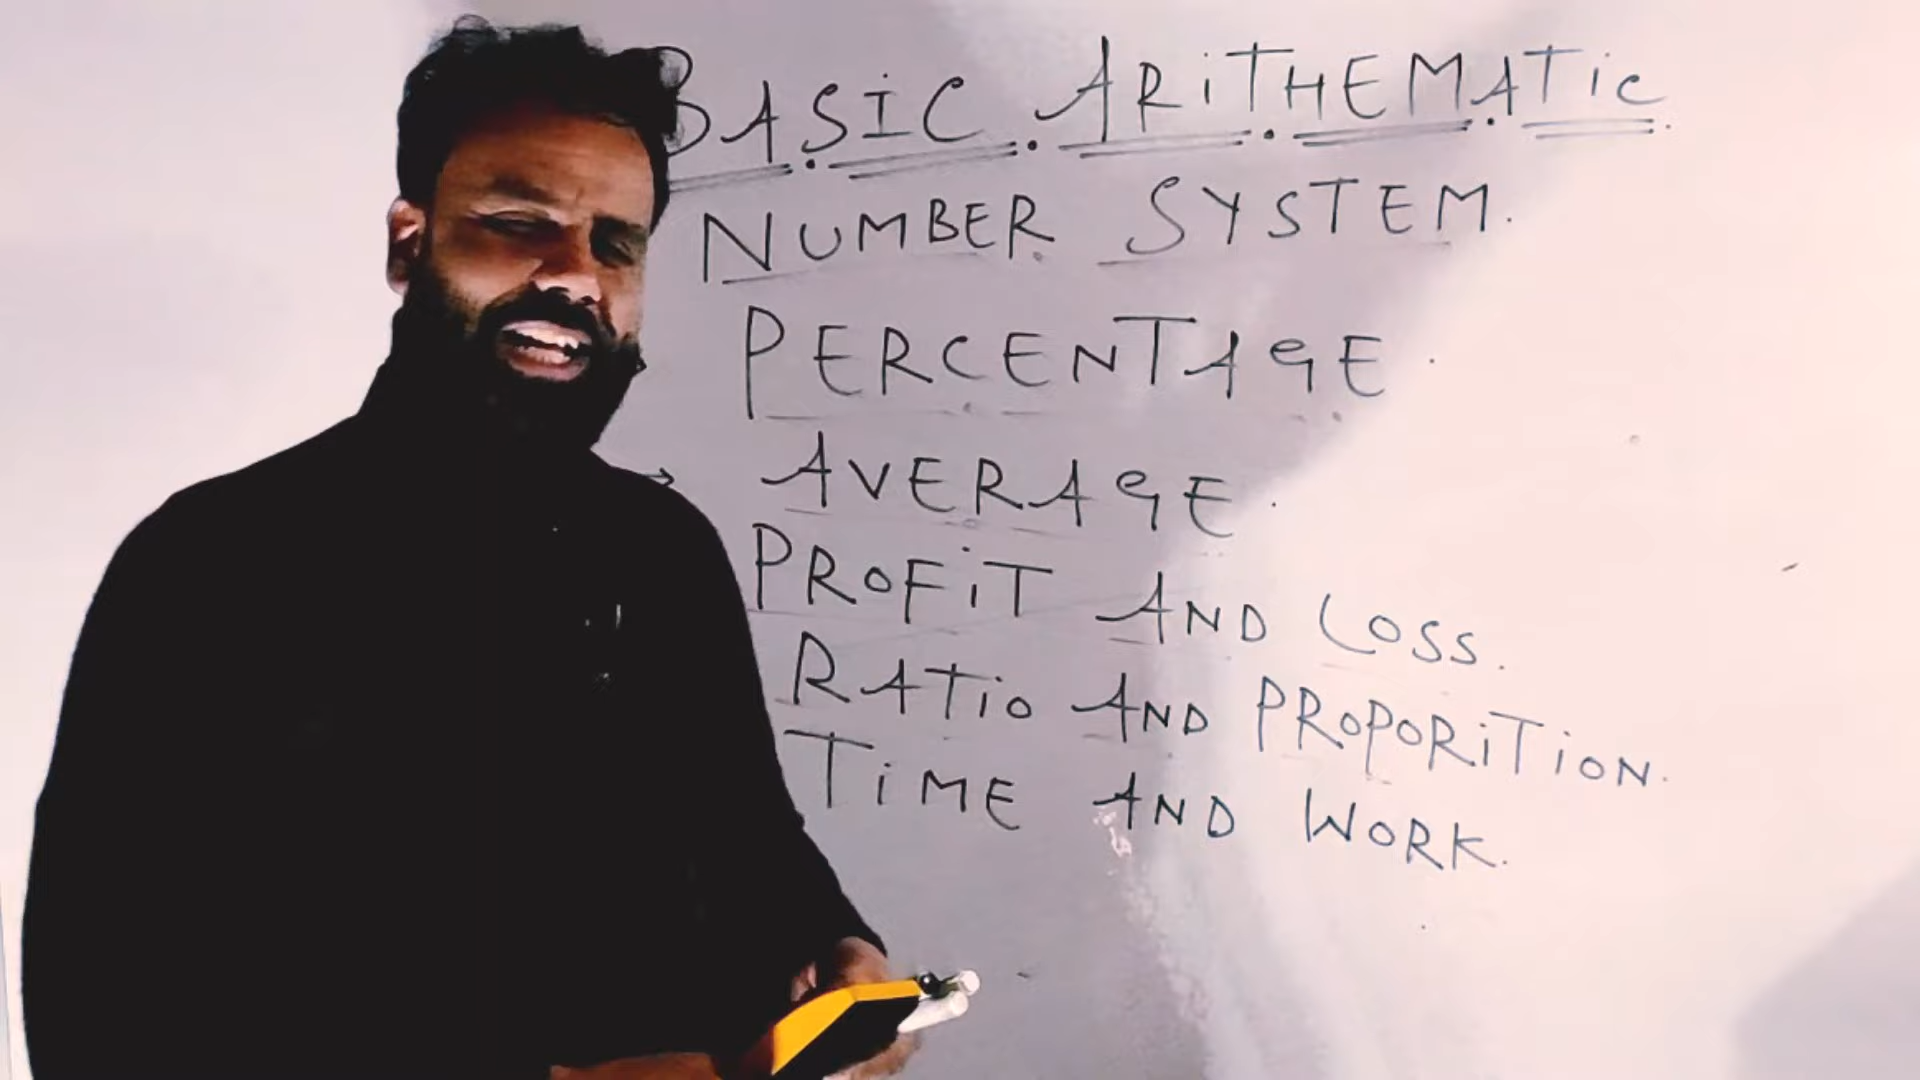 BASIC ARiTHEMATic.
NUMBER SYSTEM.
PERCENTAGE.
→ AVERAGE.
PROFiT AND LOSS.
RATio AND PROPORiTiON.
TiME AND WORK.